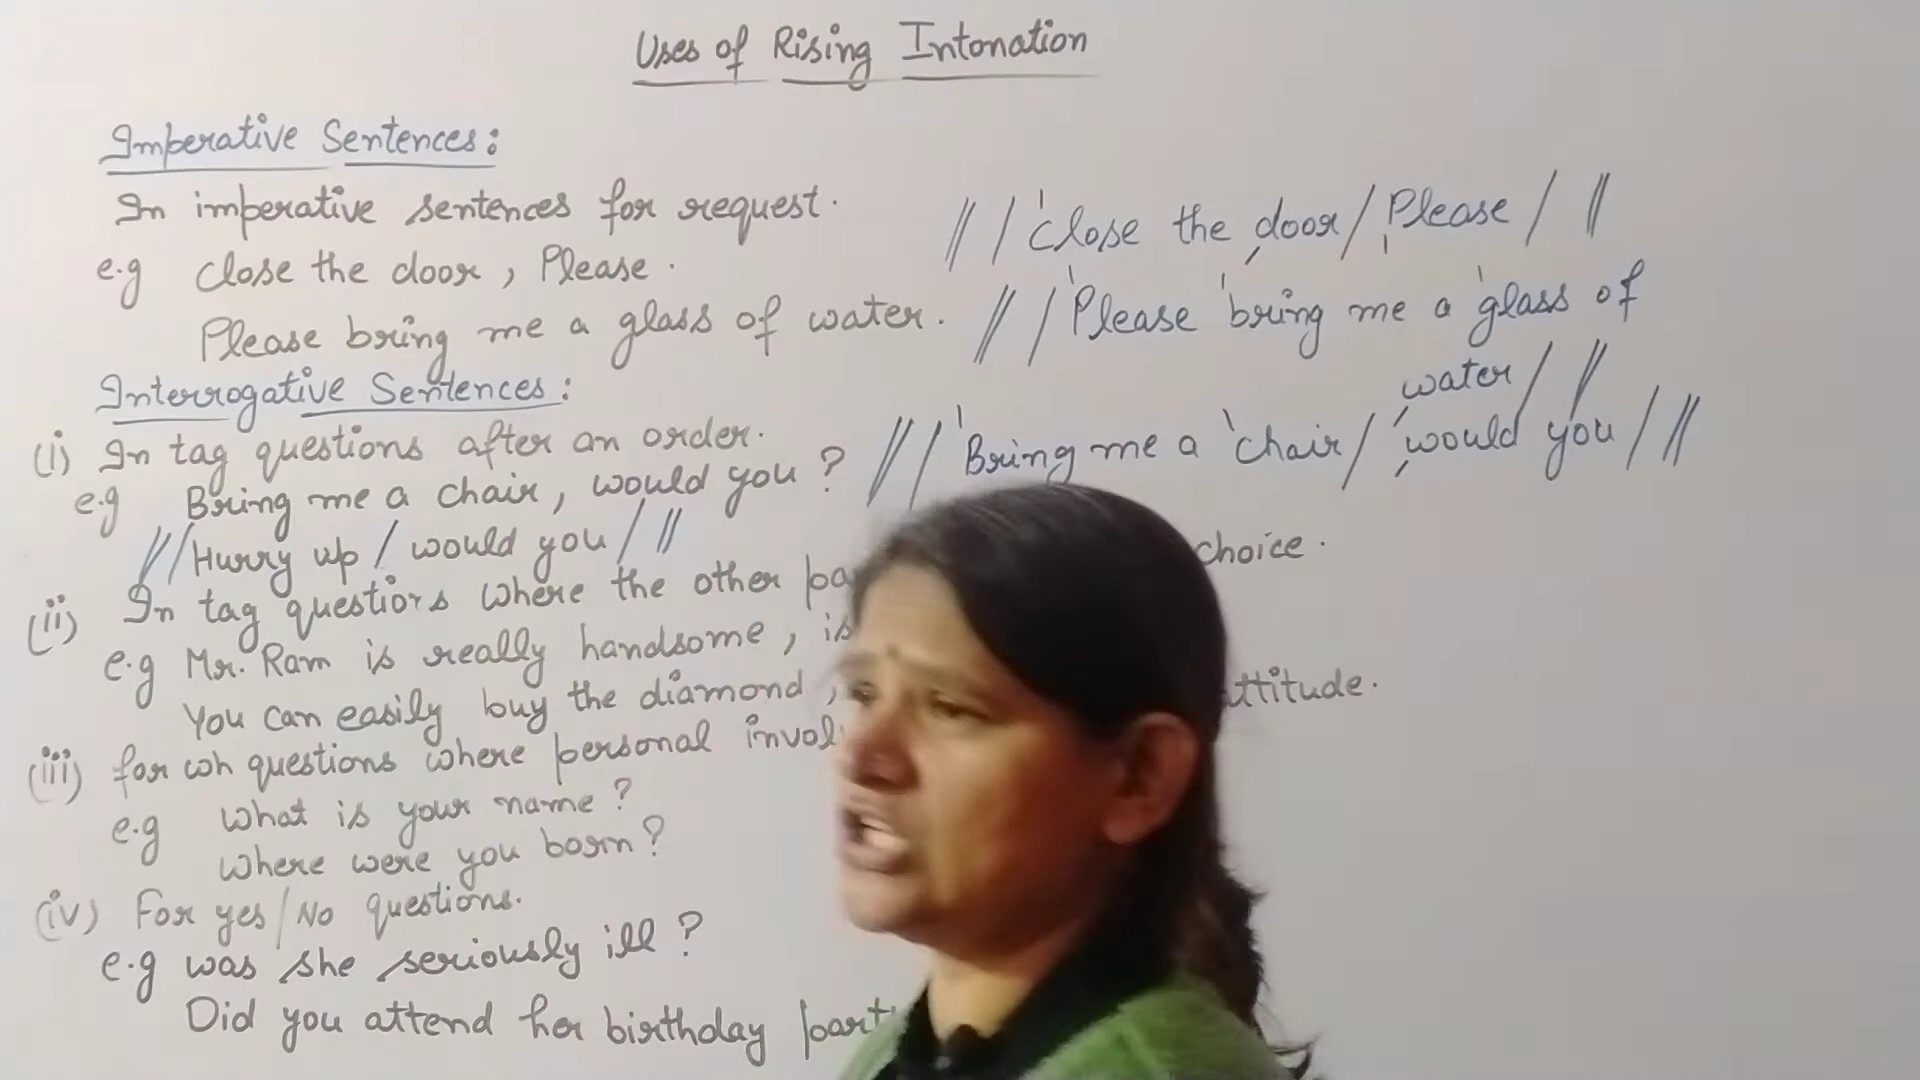 Uses of Rising Intonation
Imperative Sentences:
In imperative sentences for request.
e.g close the door, Please.
// / 'close the ,door / ,Please / //
Please bring me a glass of water.
// / 'Please 'bring me a 'glass of
,water / //
Interrogative Sentences:
(i) In tag questions after an order.
e.g Bring me a chair, would you?
// / 'Bring me a 'chair / ,would you / //
// / Hurry up / would you / //
(ii) In tag questions where the other choice.
e.g Mr. Ram is really handsome,
You can easily buy the diamond,
(iii) for wh questions where personal
e.g What is your name?
Where were you born?
(iv) For yes/No questions.
e.g was she seriously ill?
Did you attend her birthday